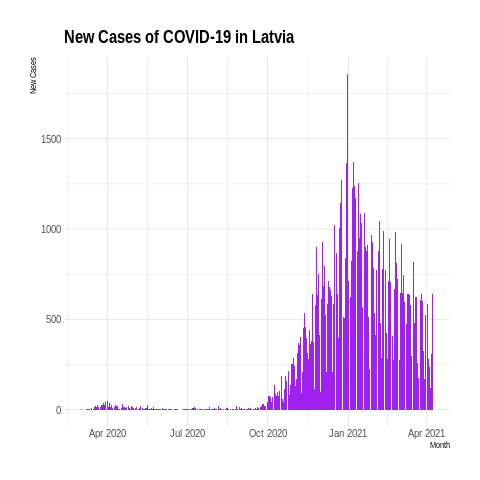 New Cases of COVID-19 in Latvia
New Cases
1500
1000
500
0
Apr 2020 Jul 2020 Oct 2020 Jan 2021 Apr 2021
Month